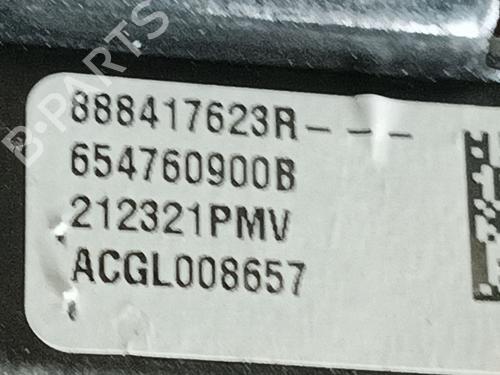 B-PARTS
888417623R---
654760900B
212321PMV
ACGL008657